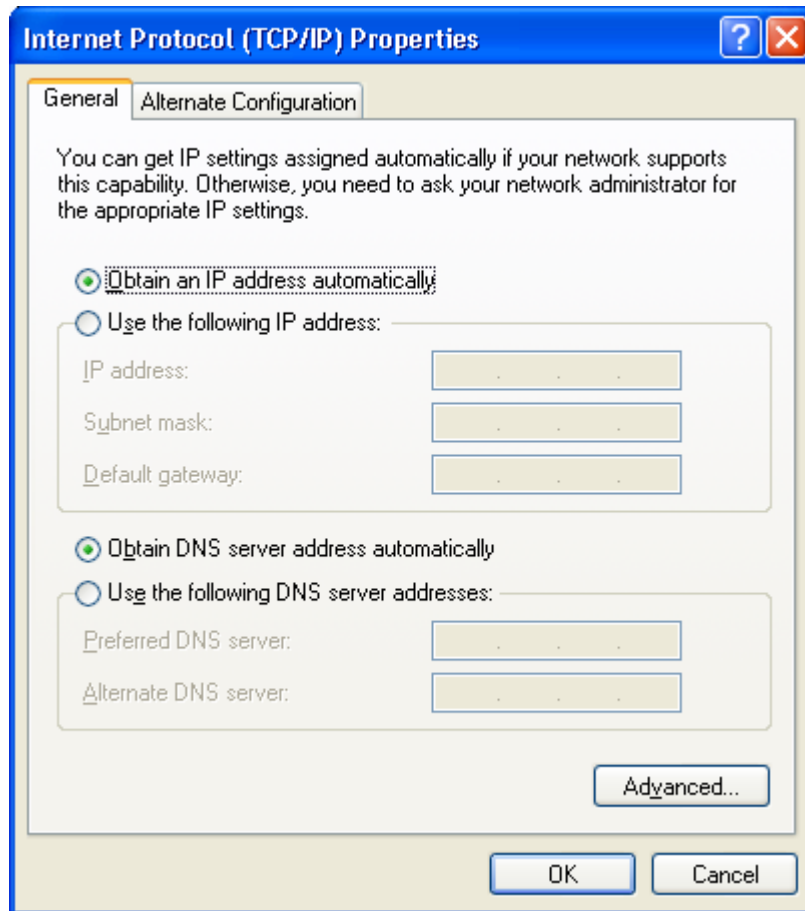 Internet Protocol (TCP/IP) Properties
General
Alternate Configuration
You can get IP settings assigned automatically if your network supports
this capability. Otherwise, you need to ask your network administrator for
the appropriate IP settings.
Obtain an IP address automatically
Use the following IP address:
IP address:
Subnet mask:
Default gateway:
Obtain DNS server address automatically
Use the following DNS server addresses:
Preferred DNS server:
Alternate DNS server:
Advanced...
OK
Cancel